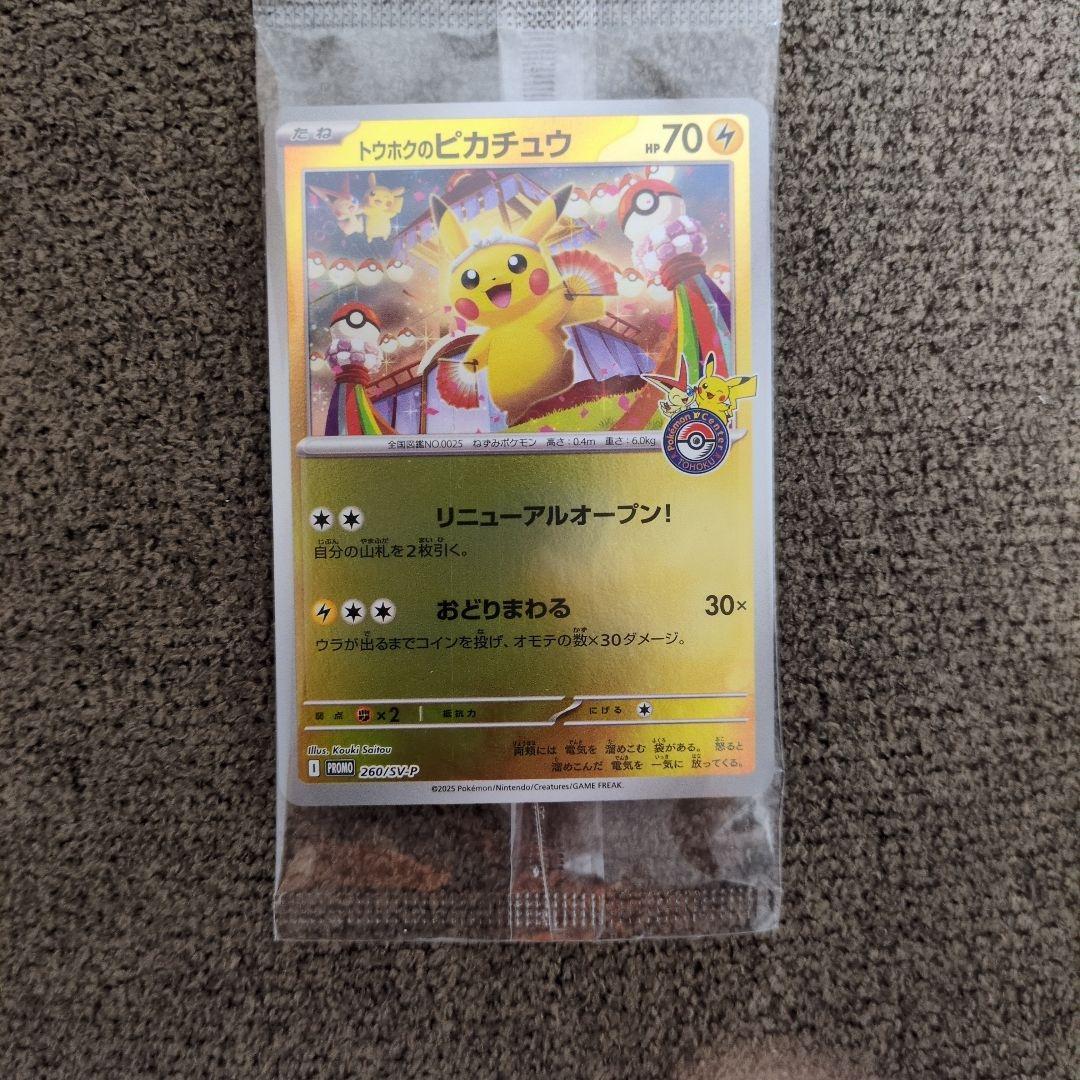 たね
トウホクのピカチュウ HP70
全国図鑑NO.0025 ねずみポケモン 高さ:0.4m 重さ:6.0kg
Pokémon Center
TOHOKU
リニューアルオープン!
自分の山札を2枚引く。
おどりまわる 30×
ウラが出るまでコインを投げ、オモテの数×30ダメージ。
弱点 ×2 抵抗力 にげる
Illus. Kouki Saitou
両頬には 電気を 溜めこむ 袋がある。 怒ると
溜めこんだ 電気を 一気に 放ってくる。
I PROMO 260/SV-P
©2025 Pokémon/Nintendo/Creatures/GAME FREAK.